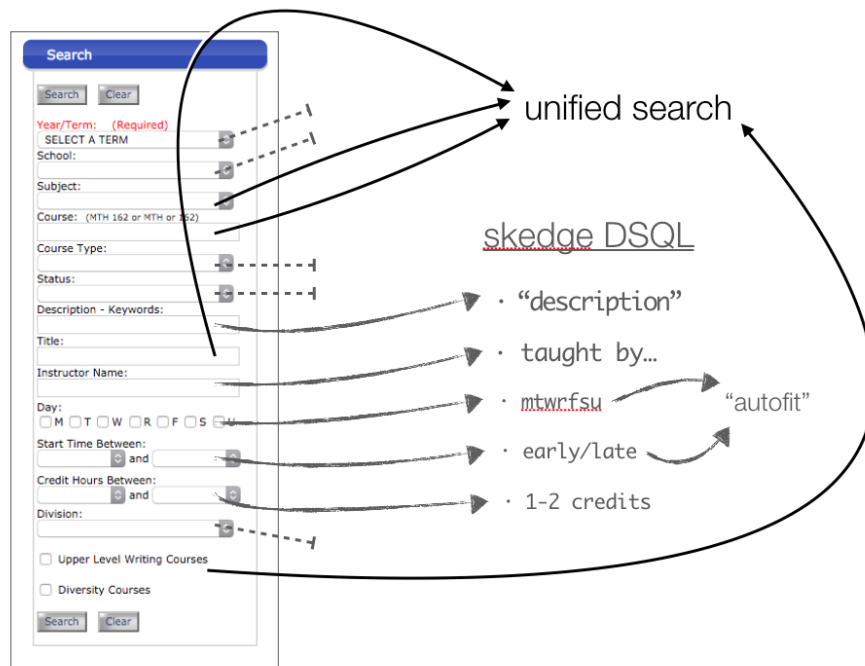 Search
Search Clear
Year/Term: (Required)
SELECT A TERM
School:
Subject:
Course: (MTH 162 or MTH or 162)
Course Type:
Status:
Description - Keywords:
Title:
Instructor Name:
Day:
M T W R F S U
Start Time Between:
and
Credit Hours Between:
and
Division:
Upper Level Writing Courses
Diversity Courses
Search Clear
unified search
skedge DSQL
· “description”
· taught by…
· mtwrfsu
“autofit”
· early/late
· 1-2 credits